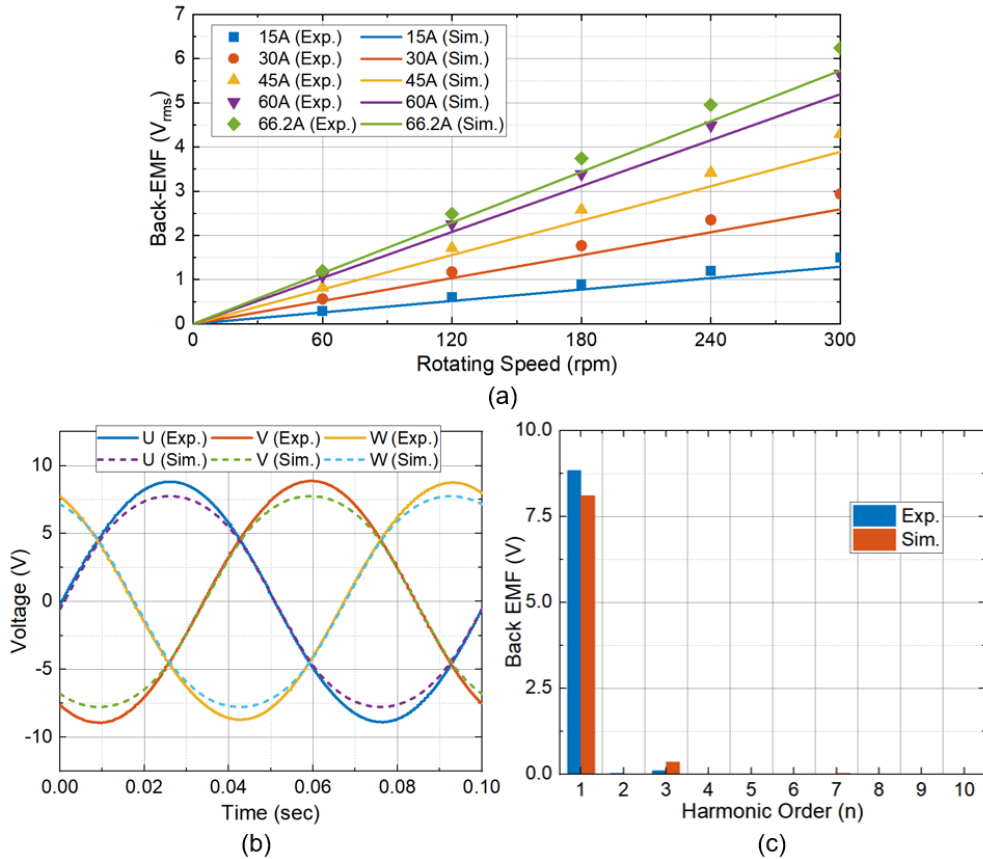 7
6
5
4
3
2
1
0
Back-EMF (Vrms)
15A (Exp.) 15A (Sim.)
30A (Exp.) 30A (Sim.)
45A (Exp.) 45A (Sim.)
60A (Exp.) 60A (Sim.)
66.2A (Exp.) 66.2A (Sim.)
0 60 120 180 240 300
Rotating Speed (rpm)
(a)
U (Exp.) V (Exp.) W (Exp.)
U (Sim.) V (Sim.) W (Sim.)
10
5
0
-5
-10
Voltage (V)
0.00 0.02 0.04 0.06 0.08 0.10
Time (sec)
(b)
10.0
7.5
5.0
2.5
0.0
Back EMF (V)
Exp.
Sim.
1 2 3 4 5 6 7 8 9 10
Harmonic Order (n)
(c)